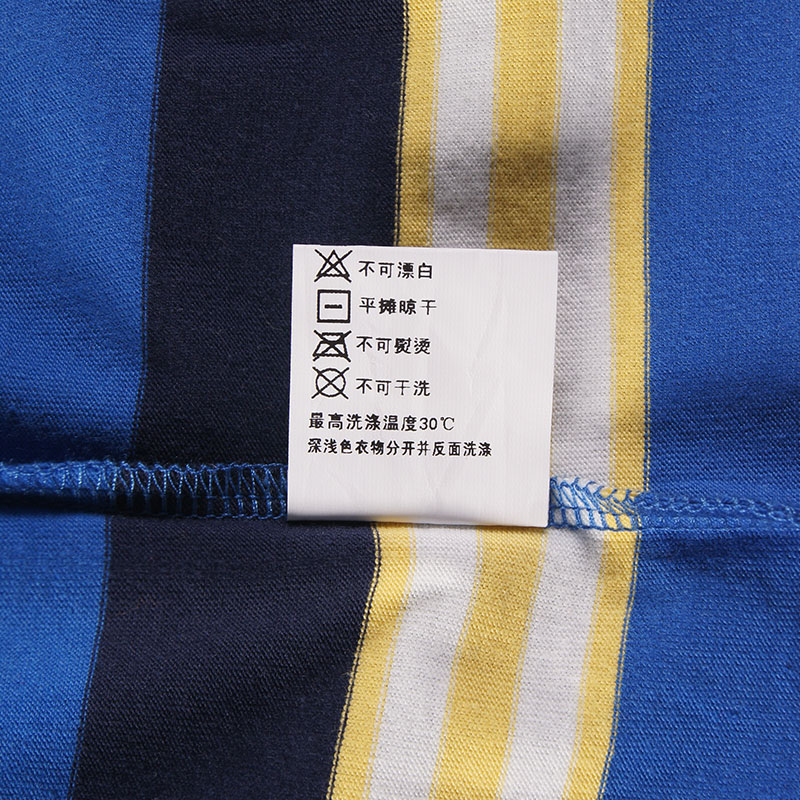 不可漂白
平摊晾干
不可熨烫
不可干洗
最高洗涤温度30℃
深浅色衣物分开并反面洗涤